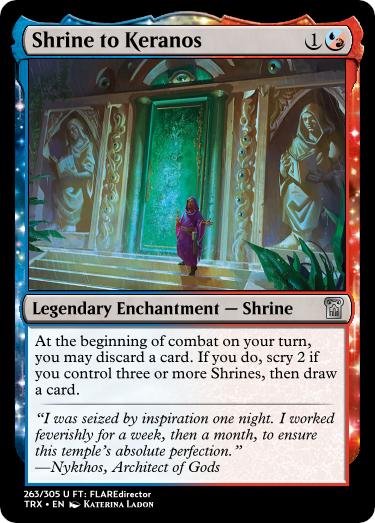 Shrine to Keranos 1
Legendary Enchantment — Shrine
At the beginning of combat on your turn,
you may discard a card. If you do, scry 2 if
you control three or more Shrines, then draw
a card.
“I was seized by inspiration one night. I worked
feverishly for a week, then a month, to ensure
this temple’s absolute perfection.”
—Nykthos, Architect of Gods
263/305 U FT: FLAREdirector
TRX • EN Katerina Ladon